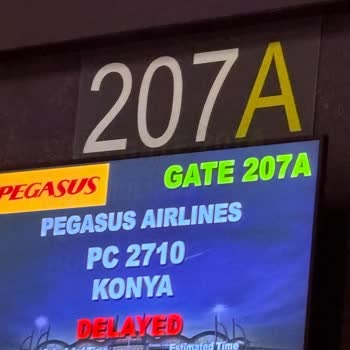 207A
PEGASUS
GATE 207A
PEGASUS AIRLINES
PC 2710
KONYA
DELAYED
Estimated Time